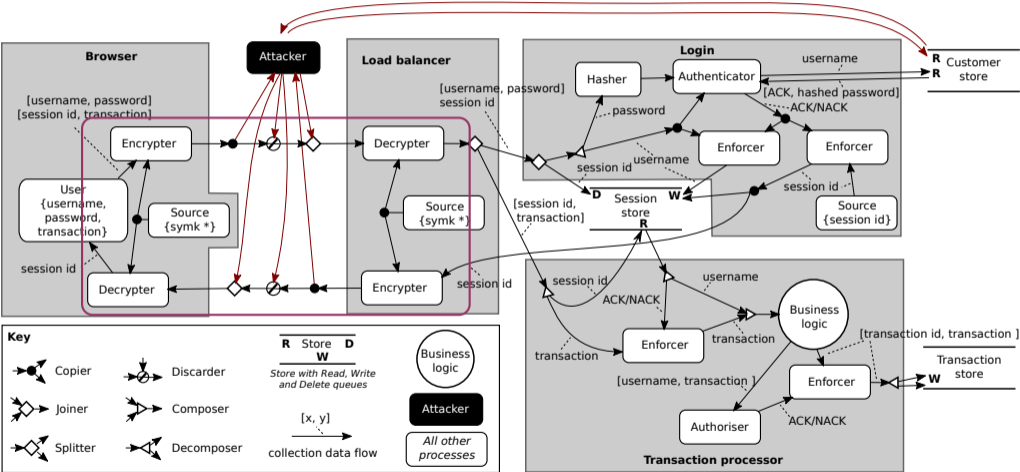 Browser
Attacker
Load balancer
Login
Customer
store
R
R
username
[ACK, hashed password]
ACK/NACK
Hasher
Authenticator
password
[username, password]
session id
[username, password]
[session id, transaction]
Encrypter
Decrypter
Enforcer
Enforcer
session id
username
User
{username,
password,
transaction}
Source
{symk *}
Source
{symk *}
D
Session
store
W
R
session id
Source
{session id}
[session id,
transaction]
session id
Decrypter
Encrypter
session id
session id
ACK/NACK
username
Business
logic
transaction
transaction
Enforcer
[transaction id, transaction ]
[username, transaction ]
Enforcer
W
Transaction
store
ACK/NACK
Authoriser
Transaction processor
Key
Copier
Discarder
Joiner
Composer
Splitter
Decomposer
R Store D
W
Store with Read, Write
and Delete queues
[x, y]
collection data flow
Business
logic
Attacker
All other
processes